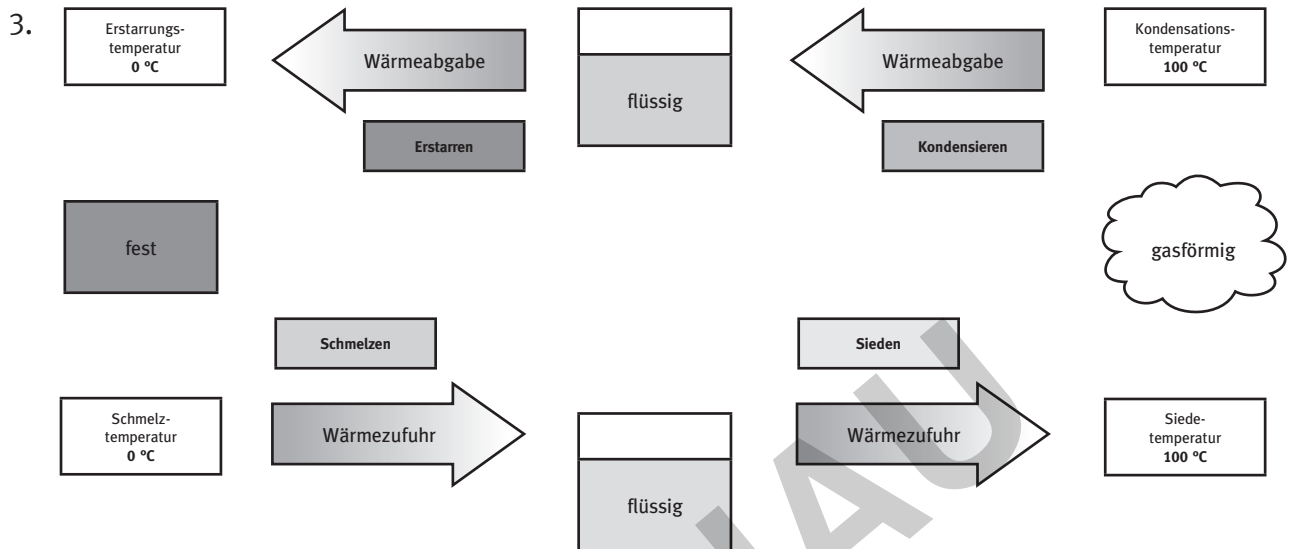 3.
Erstarrungs-
temperatur
0 °C
Wärmeabgabe
flüssig
Wärmeabgabe
Kondensations-
temperatur
100 °C
Erstarren
Kondensieren
fest
gasförmig
Schmelzen
Sieden
Schmelz-
temperatur
0 °C
Wärmezufuhr
flüssig
Wärmezufuhr
Siede-
temperatur
100 °C
AU